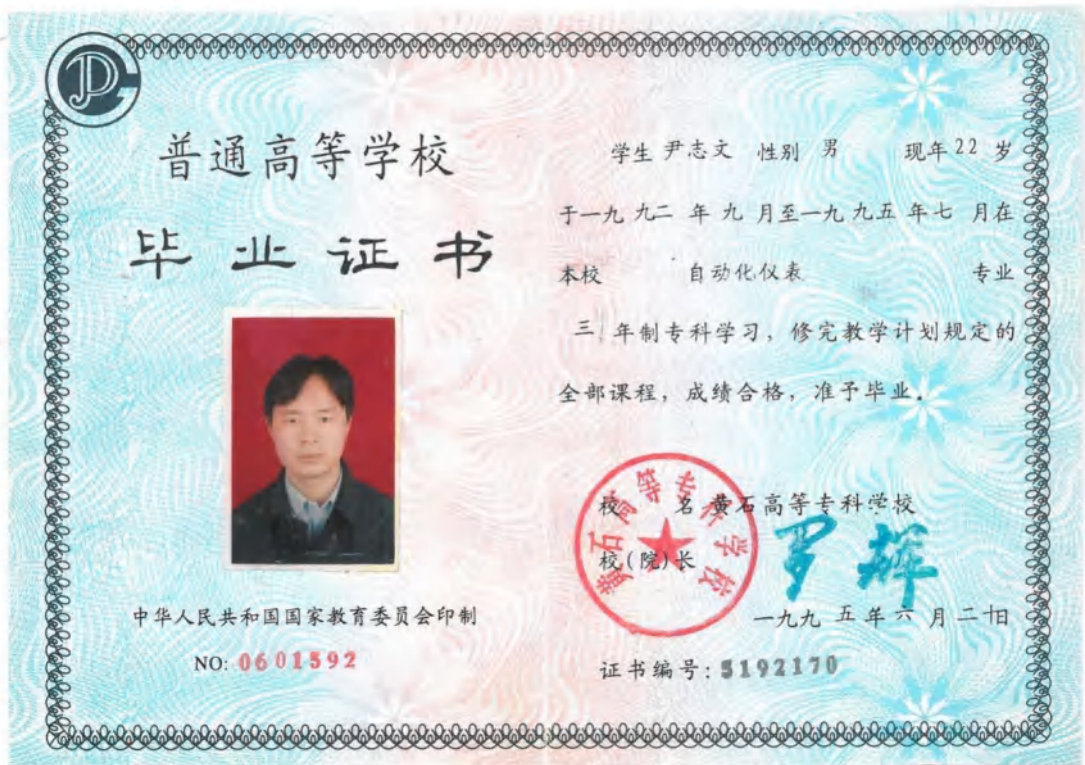 普通高等学校
毕业证书
中华人民共和国国家教育委员会印制
NO: 0601592
学生 尹志文 性别 男 现年 22 岁
于一九九二年九月至一九九五年七月在
本校 自动化仪表 专业
三年制专科学习，修完教学计划规定的
全部课程，成绩合格，准予毕业。
校名 黄石高等专科学校
校(院)长 罗辉
一九九五年六月二十日
证书编号: 5192170
黄石高等专科学校